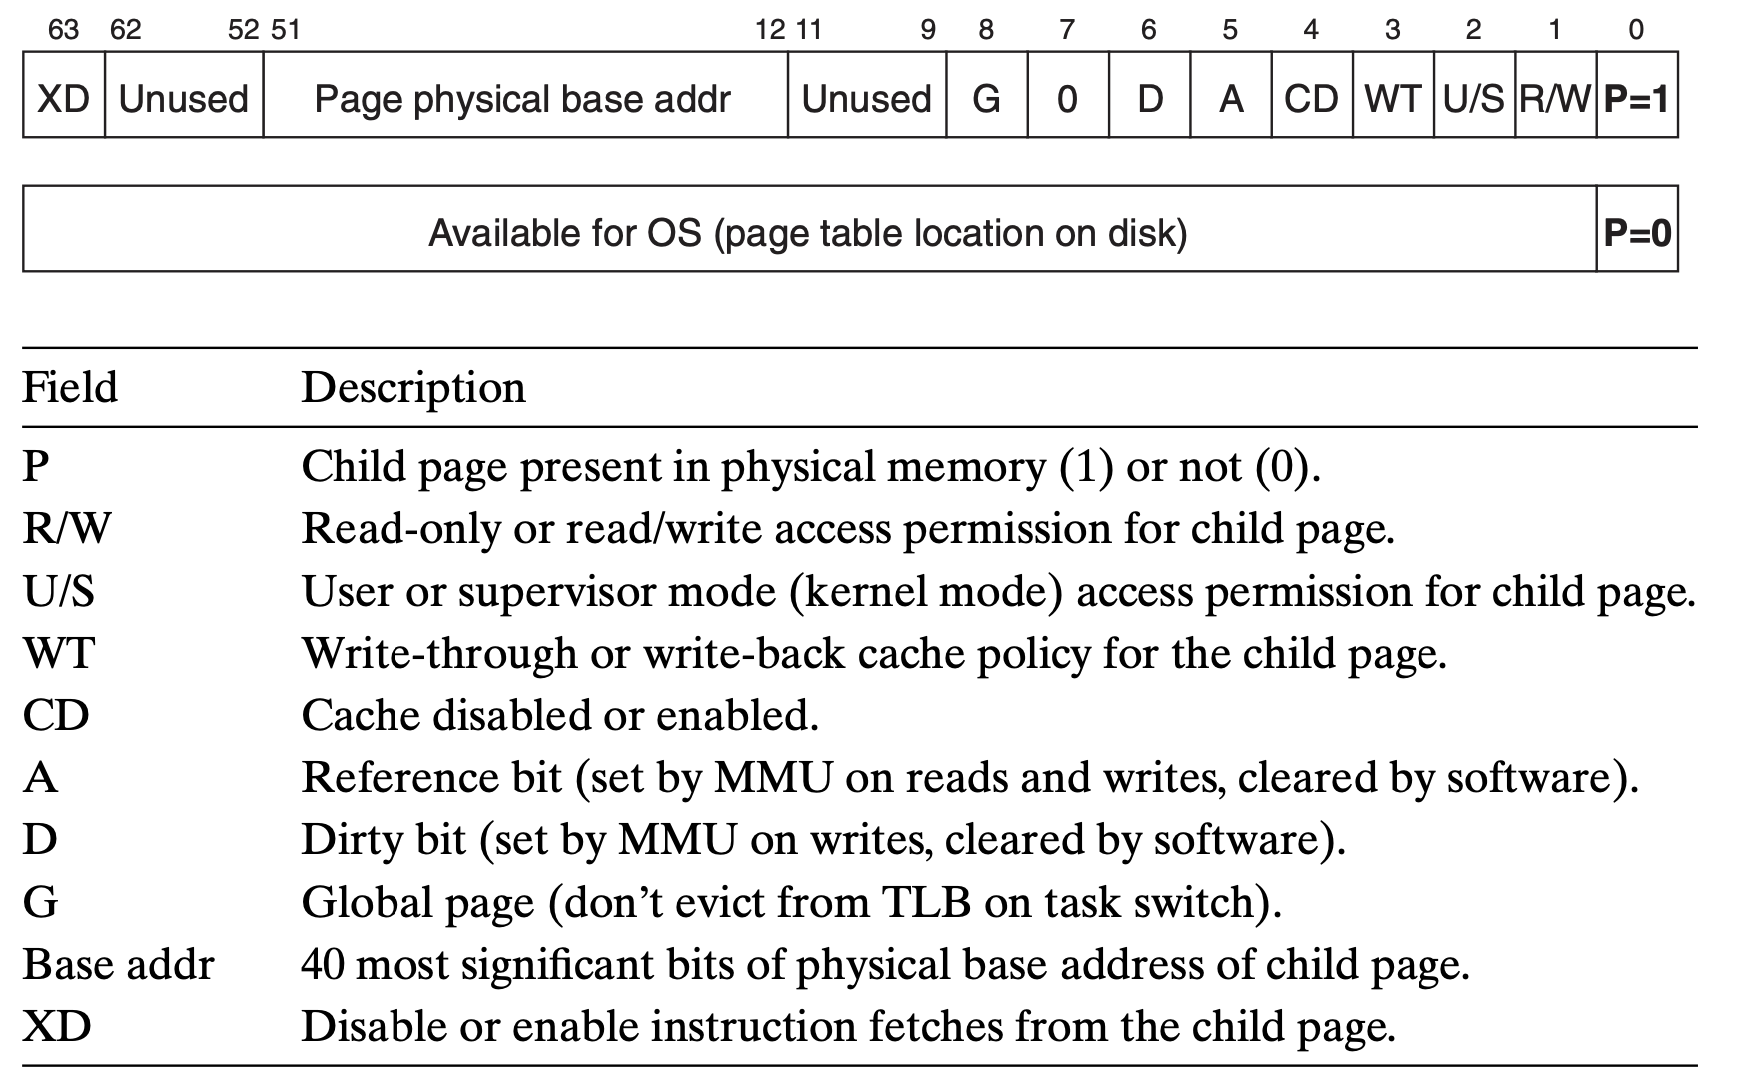 63 62 52 51 12 11 9 8 7 6 5 4 3 2 1 0
XD Unused Page physical base addr Unused G 0 D A CD WT U/S R/W P=1
Available for OS (page table location on disk) P=0
Field Description
P Child page present in physical memory (1) or not (0).
R/W Read-only or read/write access permission for child page.
U/S User or supervisor mode (kernel mode) access permission for child page.
WT Write-through or write-back cache policy for the child page.
CD Cache disabled or enabled.
A Reference bit (set by MMU on reads and writes, cleared by software).
D Dirty bit (set by MMU on writes, cleared by software).
G Global page (don’t evict from TLB on task switch).
Base addr 40 most significant bits of physical base address of child page.
XD Disable or enable instruction fetches from the child page.